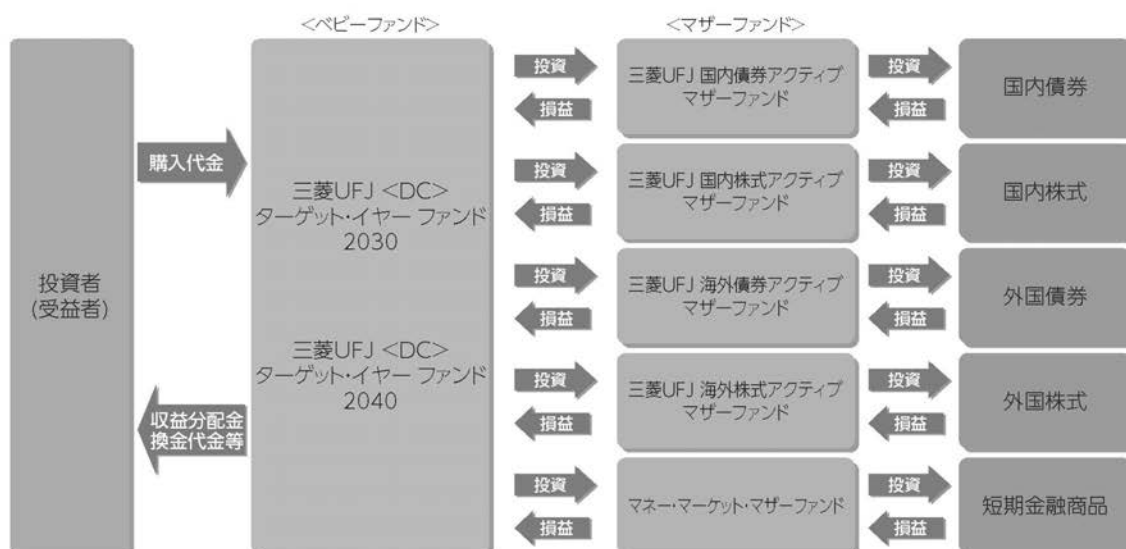 <ベビーファンド>
<マザーファンド>
投資者
(受益者)
購入代金
収益分配金
換金代金等
三菱UFJ <DC>
ターゲット・イヤー ファンド
2030
三菱UFJ <DC>
ターゲット・イヤー ファンド
2040
投資
損益
三菱UFJ 国内債券アクティブ
マザーファンド
投資
損益
国内債券
投資
損益
三菱UFJ 国内株式アクティブ
マザーファンド
投資
損益
国内株式
投資
損益
三菱UFJ 海外債券アクティブ
マザーファンド
投資
損益
外国債券
投資
損益
三菱UFJ 海外株式アクティブ
マザーファンド
投資
損益
外国株式
投資
損益
マネー・マーケット・マザーファンド
投資
損益
短期金融商品